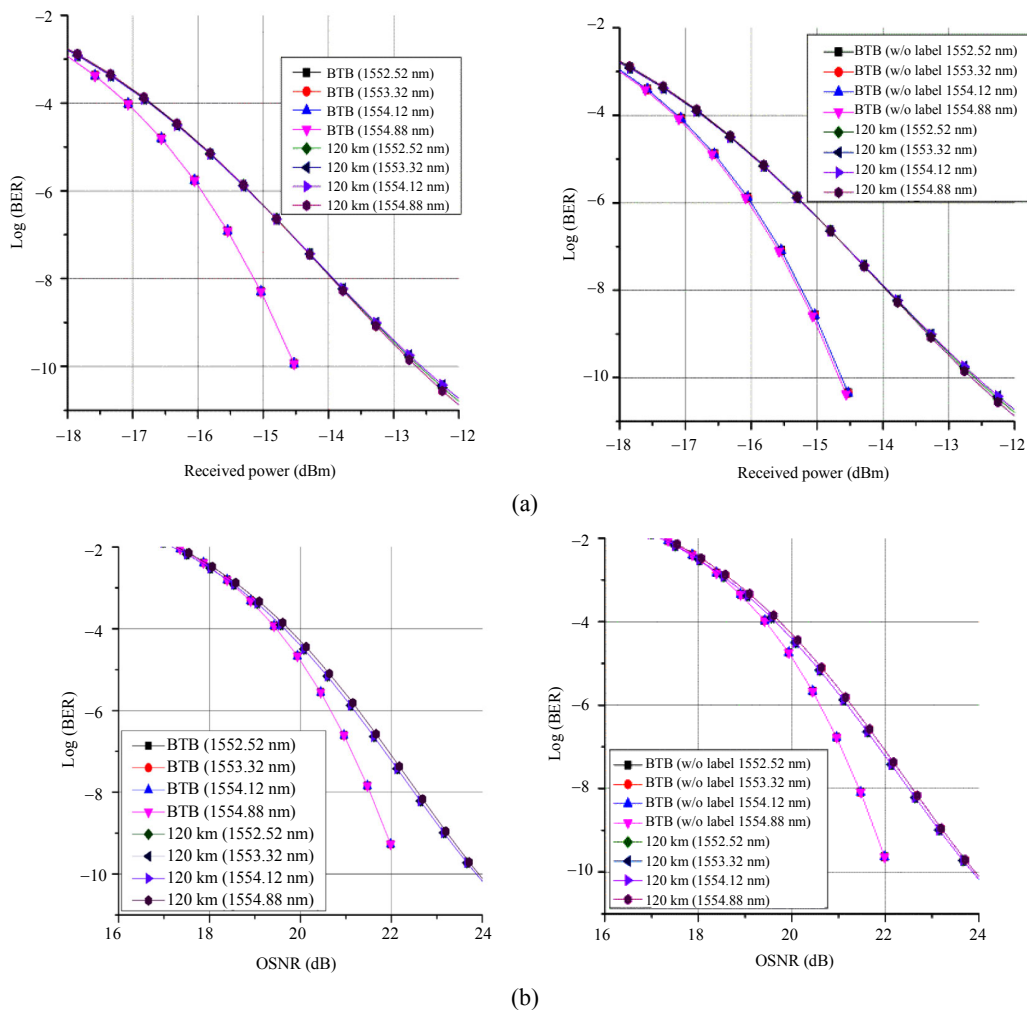 Log (BER)
−2
−4
−6
−8
−10
BTB (1552.52 nm)
BTB (1553.32 nm)
BTB (1554.12 nm)
BTB (1554.88 nm)
120 km (1552.52 nm)
120 km (1553.32 nm)
120 km (1554.12 nm)
120 km (1554.88 nm)
−18 −17 −16 −15 −14 −13 −12
Received power (dBm)
Log (BER)
−2
−4
−6
−8
−10
BTB (w/o label 1552.52 nm)
BTB (w/o label 1553.32 nm)
BTB (w/o label 1554.12 nm)
BTB (w/o label 1554.88 nm)
120 km (1552.52 nm)
120 km (1553.32 nm)
120 km (1554.12 nm)
120 km (1554.88 nm)
−18 −17 −16 −15 −14 −13 −12
Received power (dBm)
(a)
Log (BER)
−2
−4
−6
−8
−10
BTB (1552.52 nm)
BTB (1553.32 nm)
BTB (1554.12 nm)
BTB (1554.88 nm)
120 km (1552.52 nm)
120 km (1553.32 nm)
120 km (1554.12 nm)
120 km (1554.88 nm)
16 18 20 22 24
OSNR (dB)
Log (BER)
−2
−4
−6
−8
−10
BTB (w/o label 1552.52 nm)
BTB (w/o label 1553.32 nm)
BTB (w/o label 1554.12 nm)
BTB (w/o label 1554.88 nm)
120 km (1552.52 nm)
120 km (1553.32 nm)
120 km (1554.12 nm)
120 km (1554.88 nm)
16 18 20 22 24
OSNR (dB)
(b)